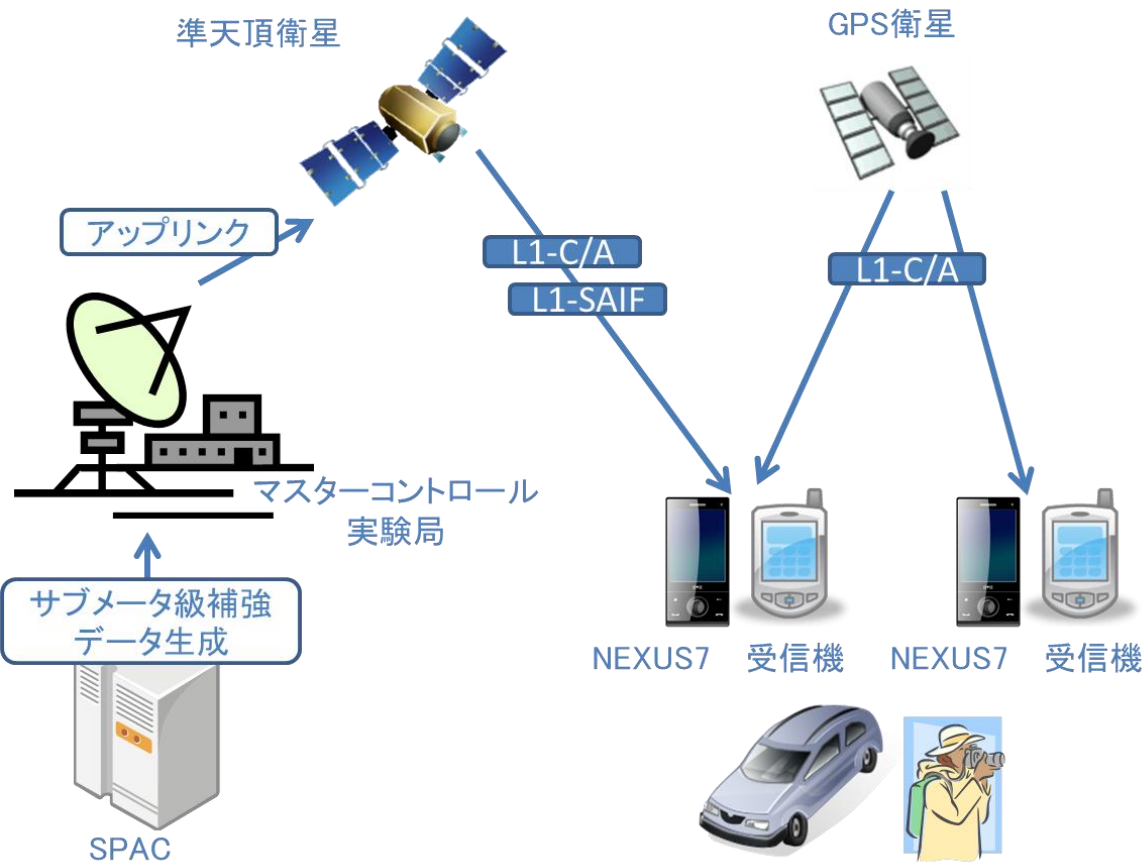 準天頂衛星
GPS衛星
アップリンク
L1-C/A
L1-SAIF
L1-C/A
マスターコントロール
実験局
サブメータ級補強
データ生成
NEXUS7
受信機
NEXUS7
受信機
SPAC